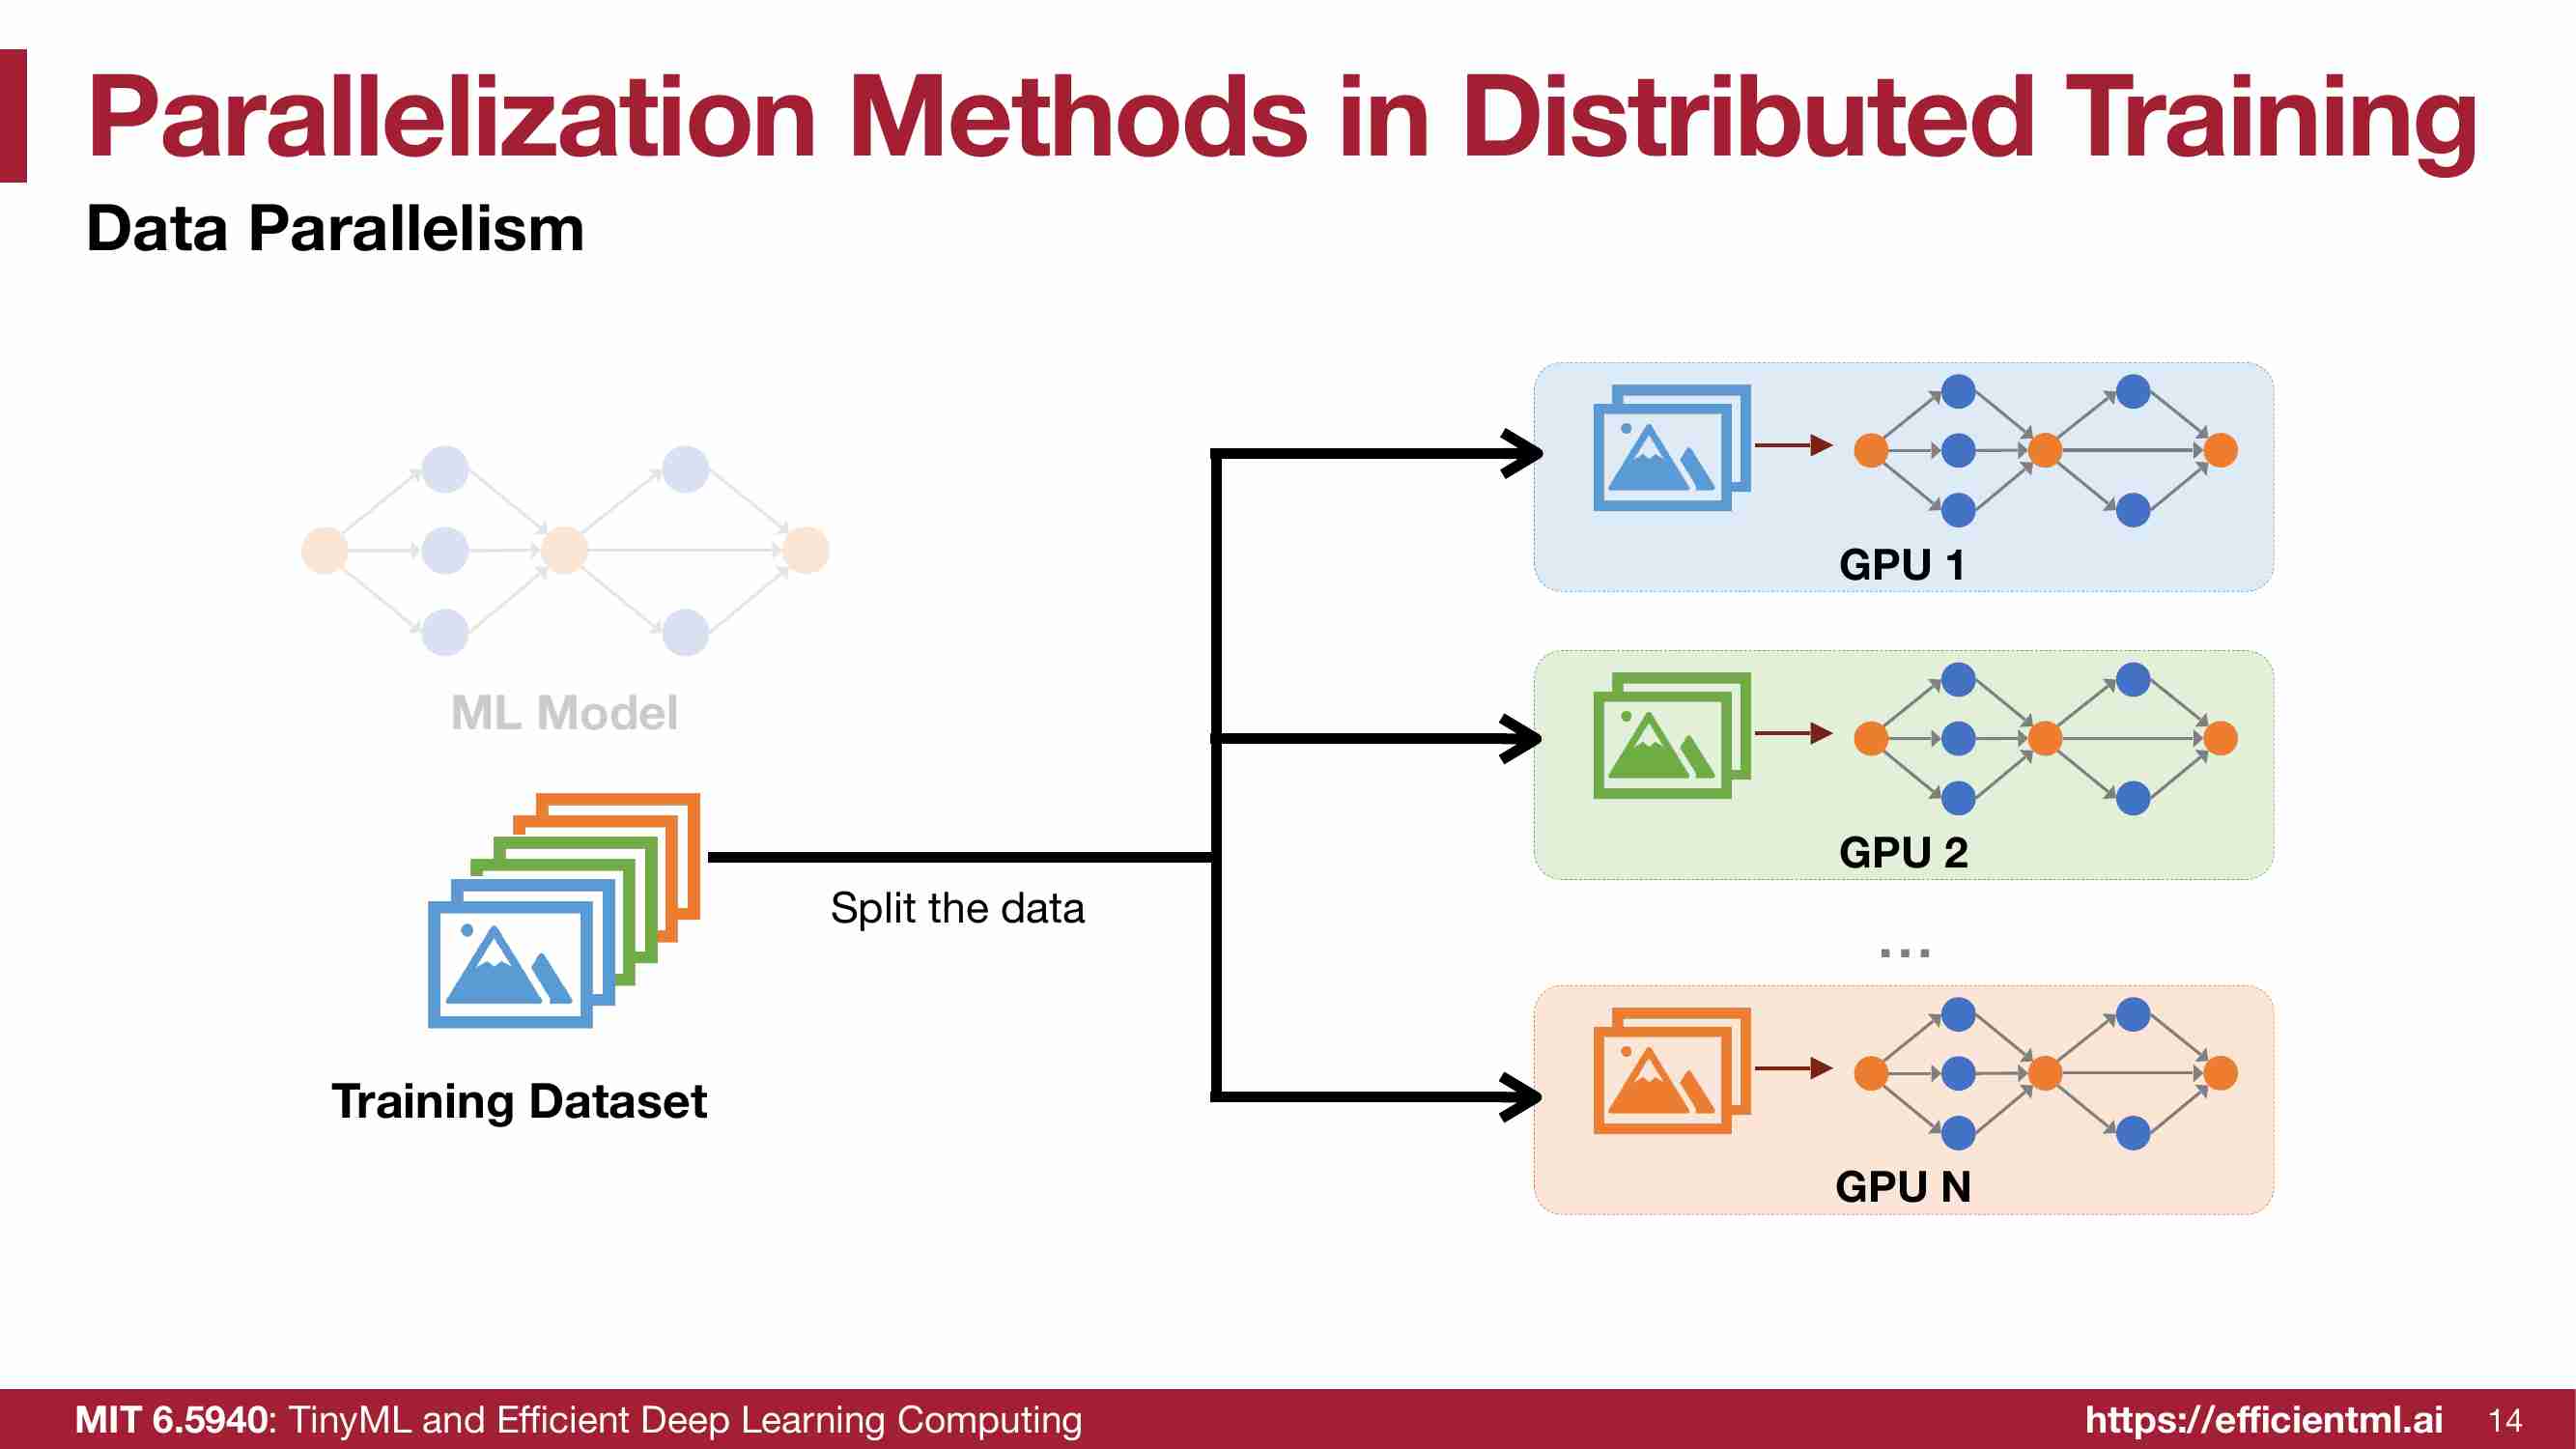 Parallelization Methods in Distributed Training
Data Parallelism
ML Model
Training Dataset
Split the data
GPU 1
GPU 2
...
GPU N
MIT 6.5940: TinyML and Efficient Deep Learning Computing
https://efficientml.ai
14